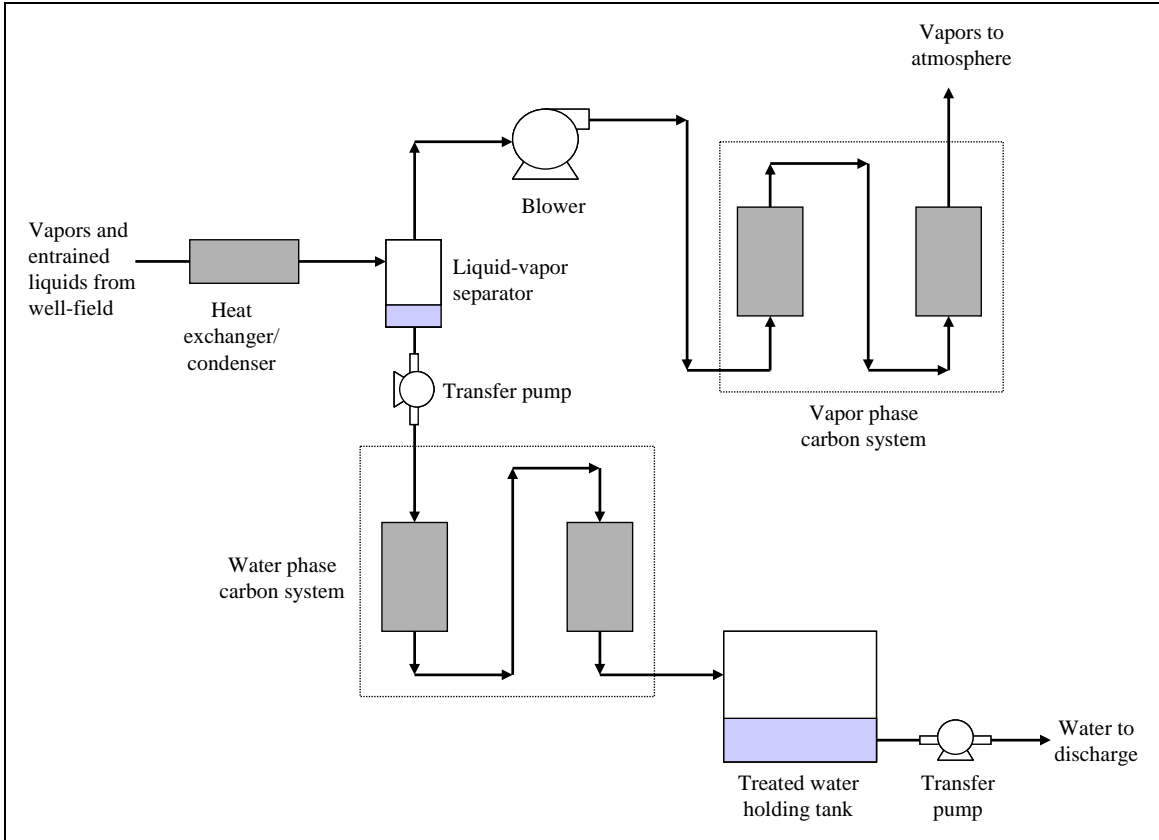 Vapors to
atmosphere
Blower
Vapors and
entrained
liquids from
well-field
Liquid-vapor
separator
Heat
exchanger/
condenser
Transfer pump
Vapor phase
carbon system
Water phase
carbon system
Water to
discharge
Treated water
holding tank
Transfer
pump